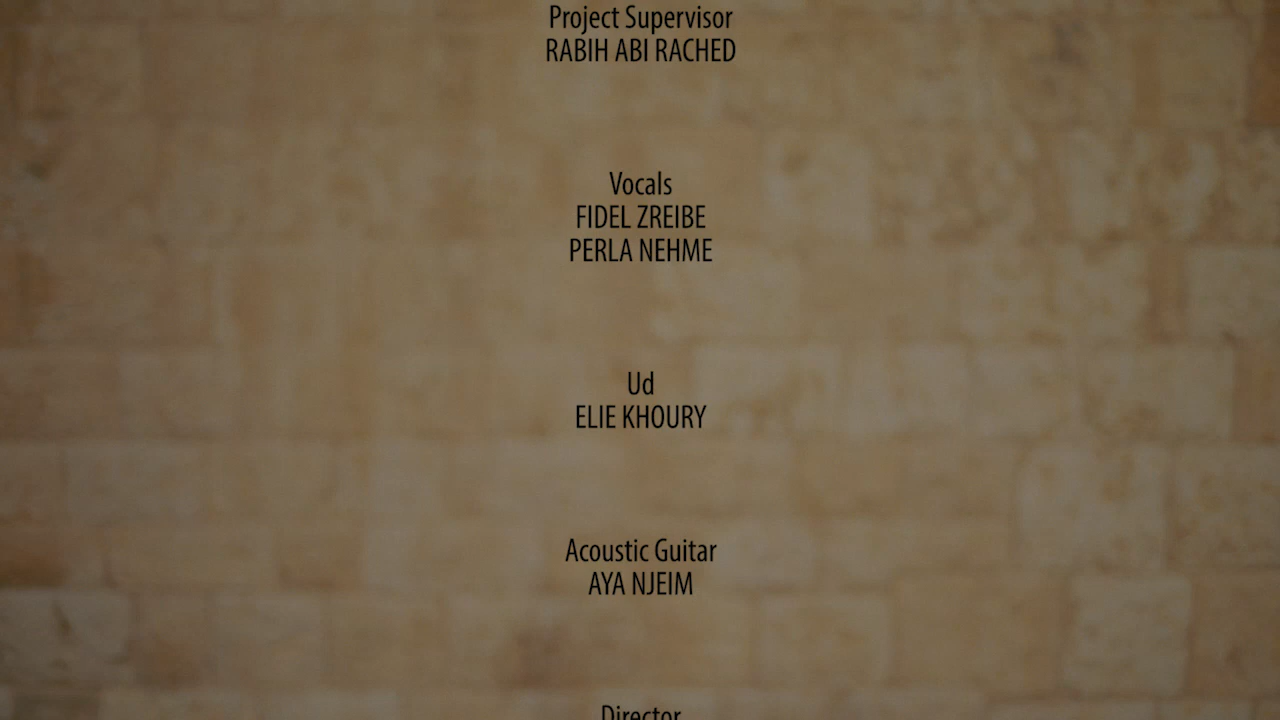 Project Supervisor
RABIH ABI RACHED
Vocals
FIDEL ZREIBE
PERLA NEHME
Ud
ELIE KHOURY
Acoustic Guitar
AYA NJEIM
Director